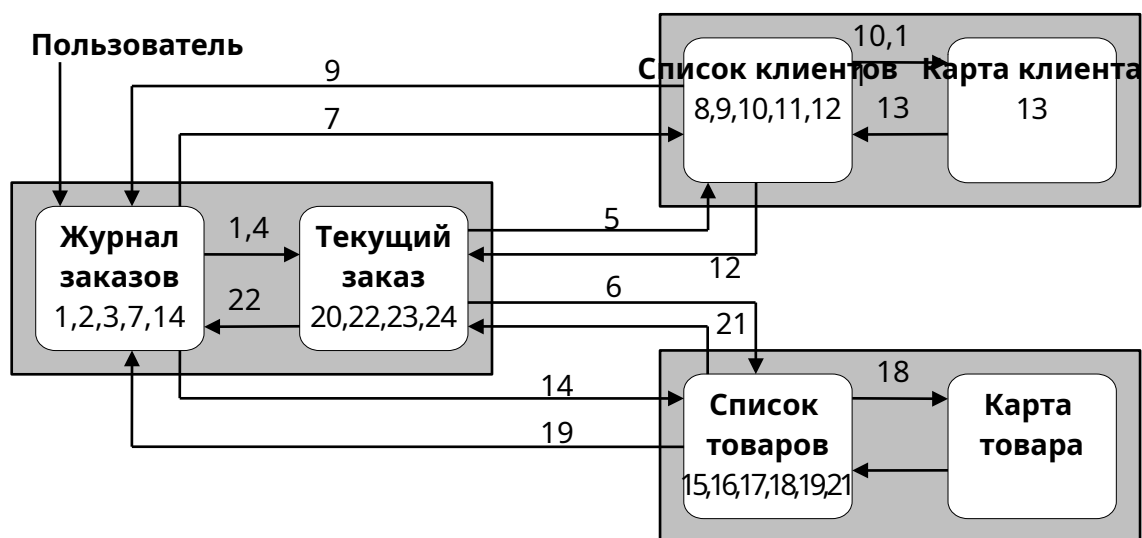 Пользователь
9
7
10,1
1
Список клиентов
8,9,10,11,12
13
Карта клиента
13
Журнал
заказов
1,2,3,7,14
1,4
22
Текущий
заказ
20,22,23,24
5
12
6
21
14
19
Список
товаров
15,16,17,18,19,21
18
Карта
товара